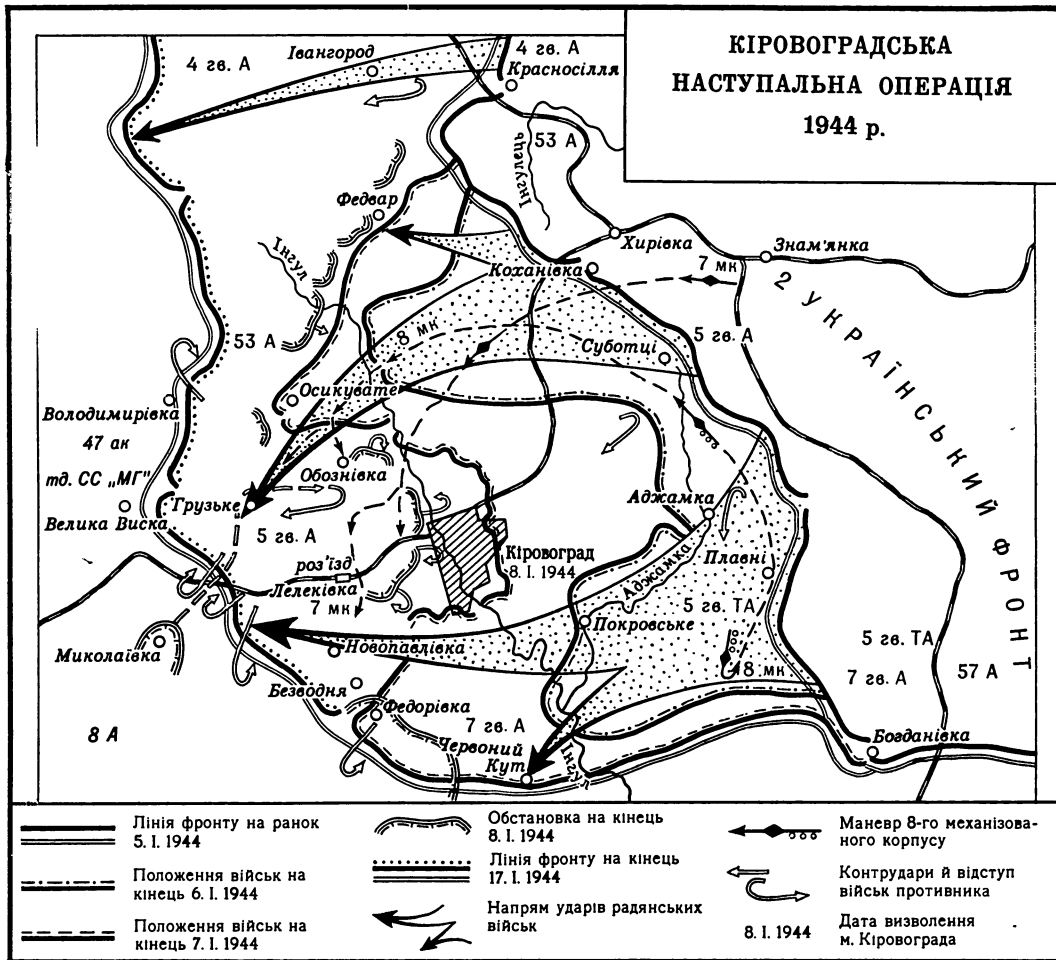 КІРОВОГРАДСЬКА
НАСТУПАЛЬНА ОПЕРАЦІЯ
1944 р.
4 гв. А
Івангород
4 гв. А
Красносілля
53 А
Інгулець
Федвар
Хирівка
Знам'янка
Інгул
Коханівка
7 мк
2 УКРАЇНСЬКИЙ ФРОНТ
53 А
8 мк
5 гв. А
Суботці
Осикувате
Володимирівка
47 ак
тд. СС „МГ"
Обознівка
Велика Виска
Грузьке
Аджамка
5 гв. А
Кіровоград
8. І. 1944
роз'їзд
Лелеківка
7 мк
Аджамка
Плавні
5 гв. ТА
Покровське
Миколаївка
Новопавлівка
5 гв. ТА
8 мк
7 гв. А
57 А
Безводня
Федорівка
7 гв. А
8 А
Червоний
Кут
Інгул
Богданівка
Лінія фронту на ранок
5. І. 1944
Положення військ на
кінець 6. І. 1944
Положення військ на
кінець 7. І. 1944
Обстановка на кінець
8. І. 1944
Лінія фронту на кінець
17. І. 1944
Напрям ударів радянських
військ
Маневр 8-го механізова-
ного корпусу
Контрудари й відступ
військ противника
8. І. 1944
Дата визволення
м. Кіровограда